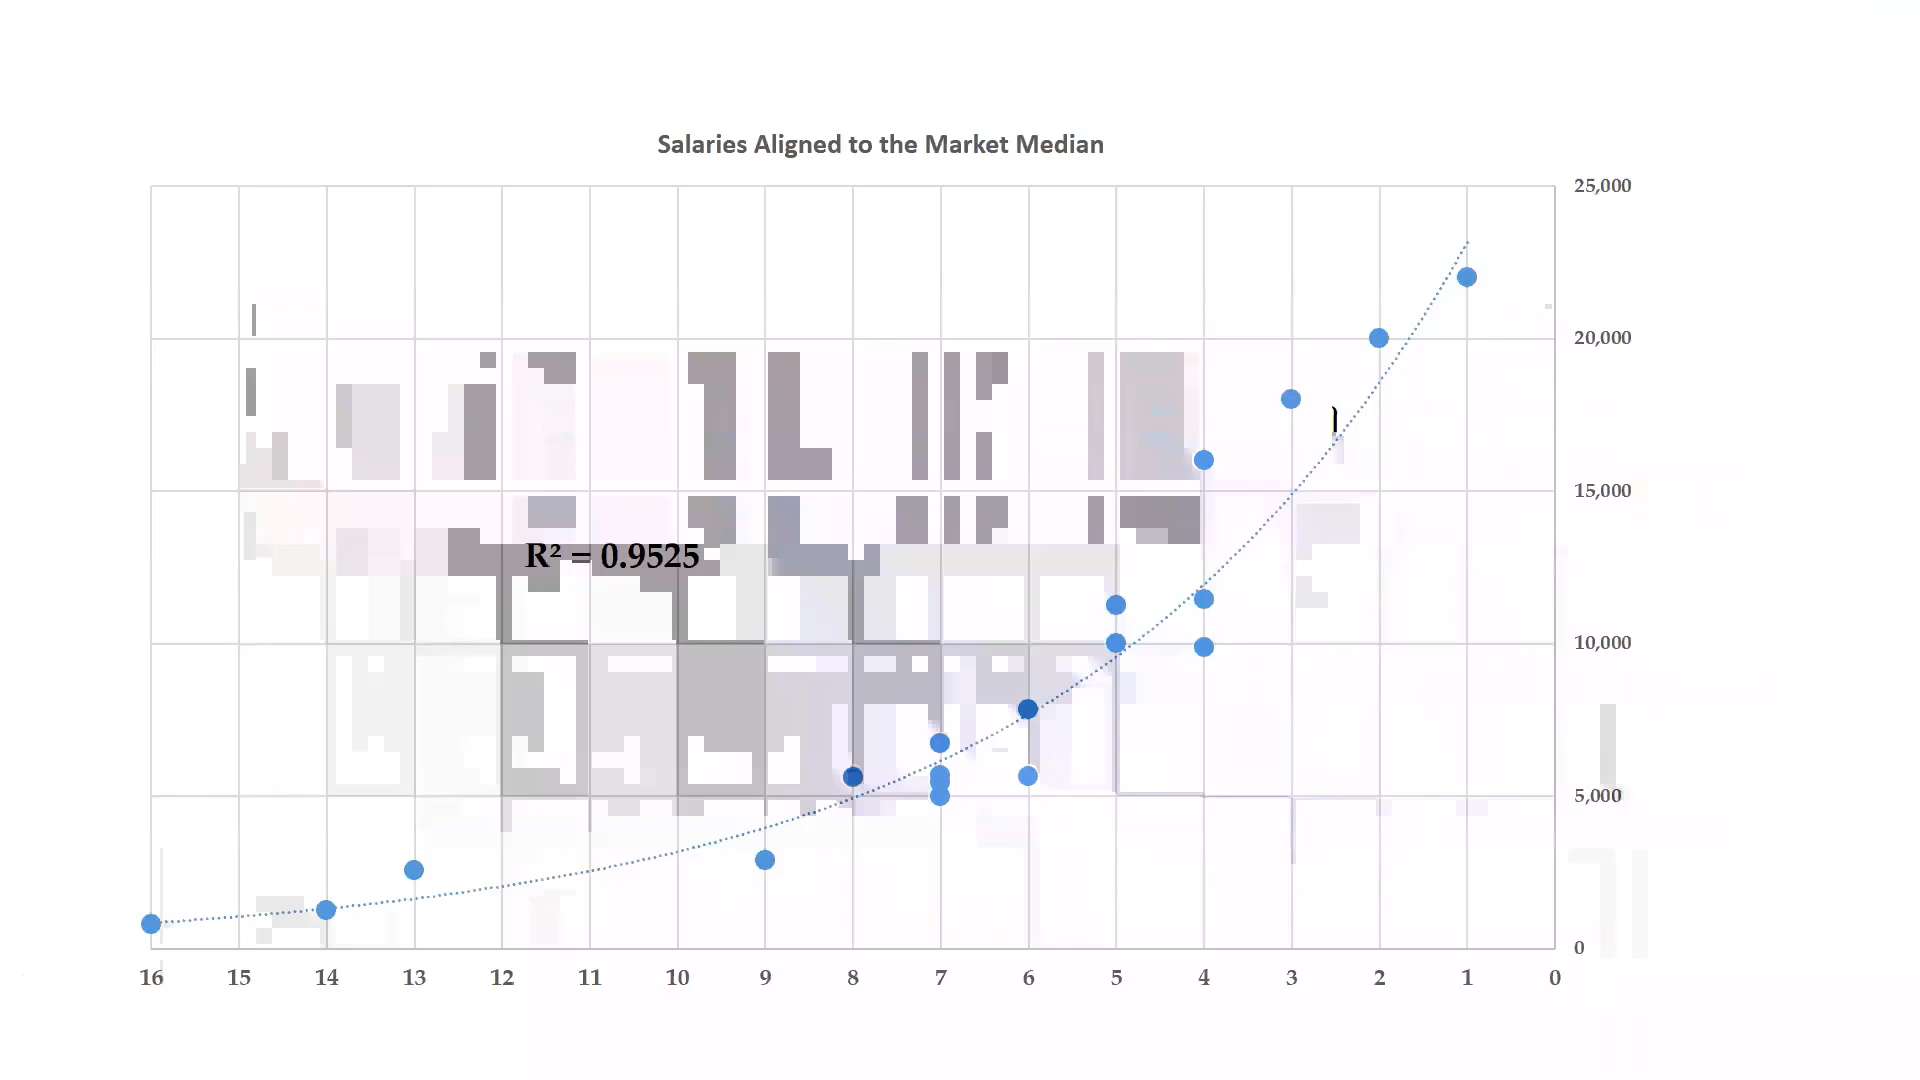 Salaries Aligned to the Market Median
25,000
20,000
15,000
R² = 0.9525
10,000
5,000
0
16 15 14 13 12 11 10 9 8 7 6 5 4 3 2 1 0